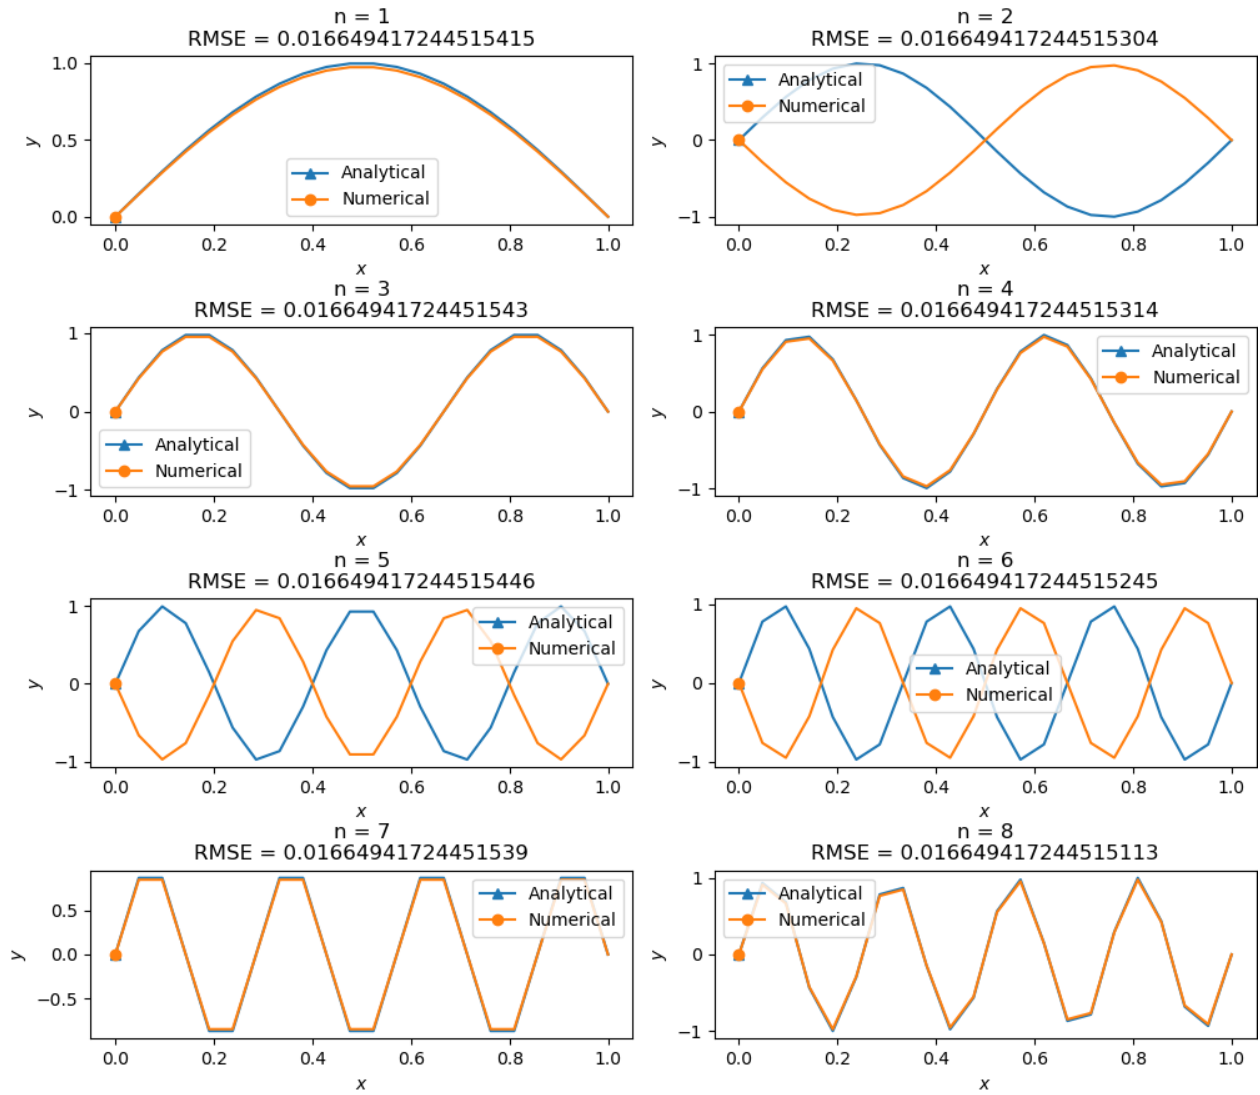 n = 1
RMSE = 0.016649417244515415
1.0
0.5
0.0
y
Analytical
Numerical
0.0 0.2 0.4 0.6 0.8 1.0
x
n = 2
RMSE = 0.016649417244515304
1
0
−1
y
Analytical
Numerical
0.0 0.2 0.4 0.6 0.8 1.0
x
n = 3
RMSE = 0.01664941724451543
1
0
−1
y
Analytical
Numerical
0.0 0.2 0.4 0.6 0.8 1.0
x
n = 4
RMSE = 0.016649417244515314
1
0
−1
y
Analytical
Numerical
0.0 0.2 0.4 0.6 0.8 1.0
x
n = 5
RMSE = 0.016649417244515446
1
0
−1
y
Analytical
Numerical
0.0 0.2 0.4 0.6 0.8 1.0
x
n = 6
RMSE = 0.016649417244515245
1
0
−1
y
Analytical
Numerical
0.0 0.2 0.4 0.6 0.8 1.0
x
n = 7
RMSE = 0.01664941724451539
0.5
0.0
−0.5
y
Analytical
Numerical
0.0 0.2 0.4 0.6 0.8 1.0
x
n = 8
RMSE = 0.016649417244515113
1
0
−1
y
Analytical
Numerical
0.0 0.2 0.4 0.6 0.8 1.0
x